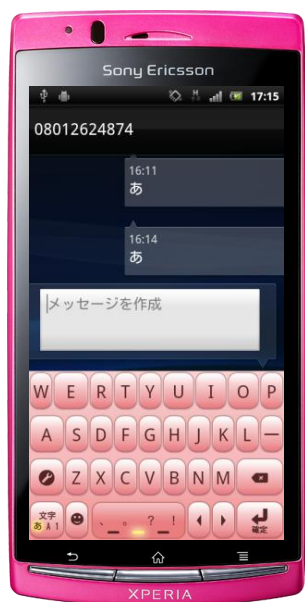 Sony Ericsson
17:15
08012624874
16:11
あ
16:14
あ
メッセージを作成
W E R T Y U I O P
A S D F G H J K L ー
Z X C V B N M
文字
あ A 1
、。?!
確定
XPERIA